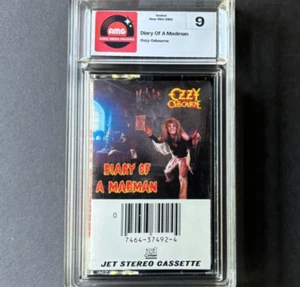 AMG
9
Diary Of A Madman
Ozzy Osbourne
OZZY
OSBOURNE
DIARY OF
A MADMAN
0
7464-37492-4
JET STEREO CASSETTE